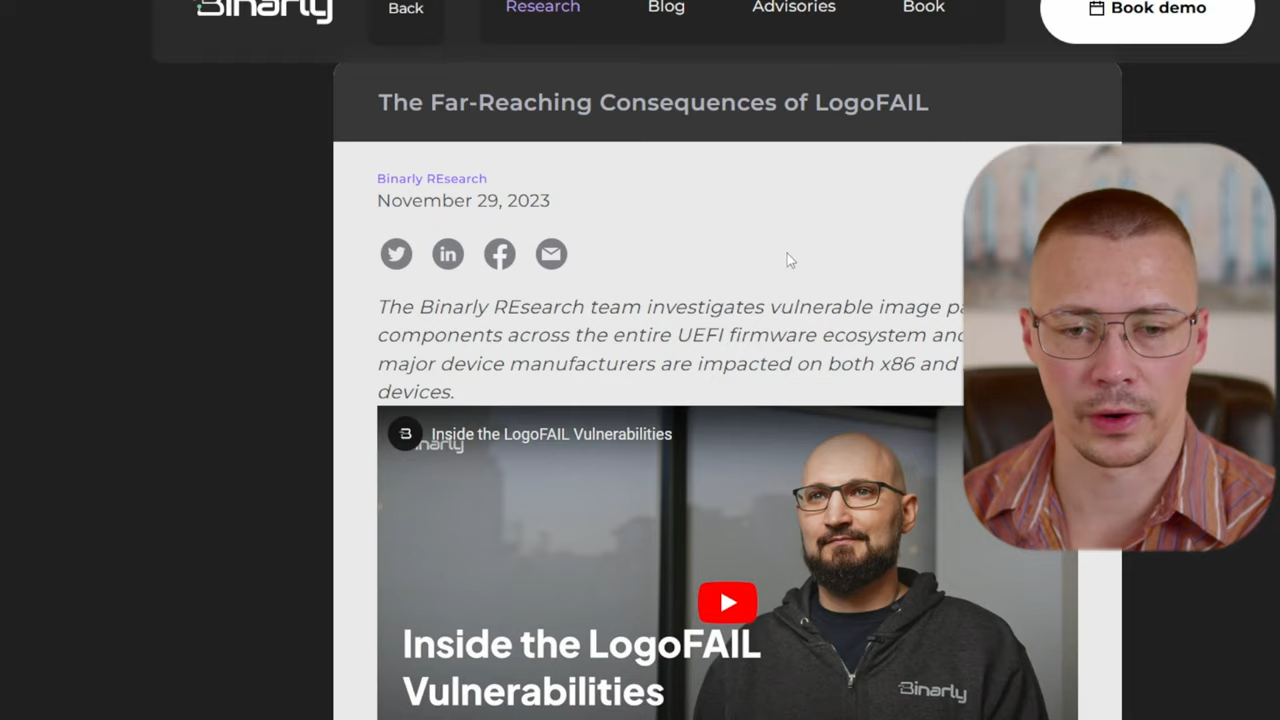 Binarly
Back
Research
Blog
Advisories
Book
Book demo
The Far-Reaching Consequences of LogoFAIL
Binarly REsearch
November 29, 2023
in
The Binarly REsearch team investigates vulnerable image pa
components across the entire UEFI firmware ecosystem and
major device manufacturers are impacted on both x86 and
devices.
Inside the LogoFAIL Vulnerabilities
Binarly
Inside the LogoFAIL
Vulnerabilities